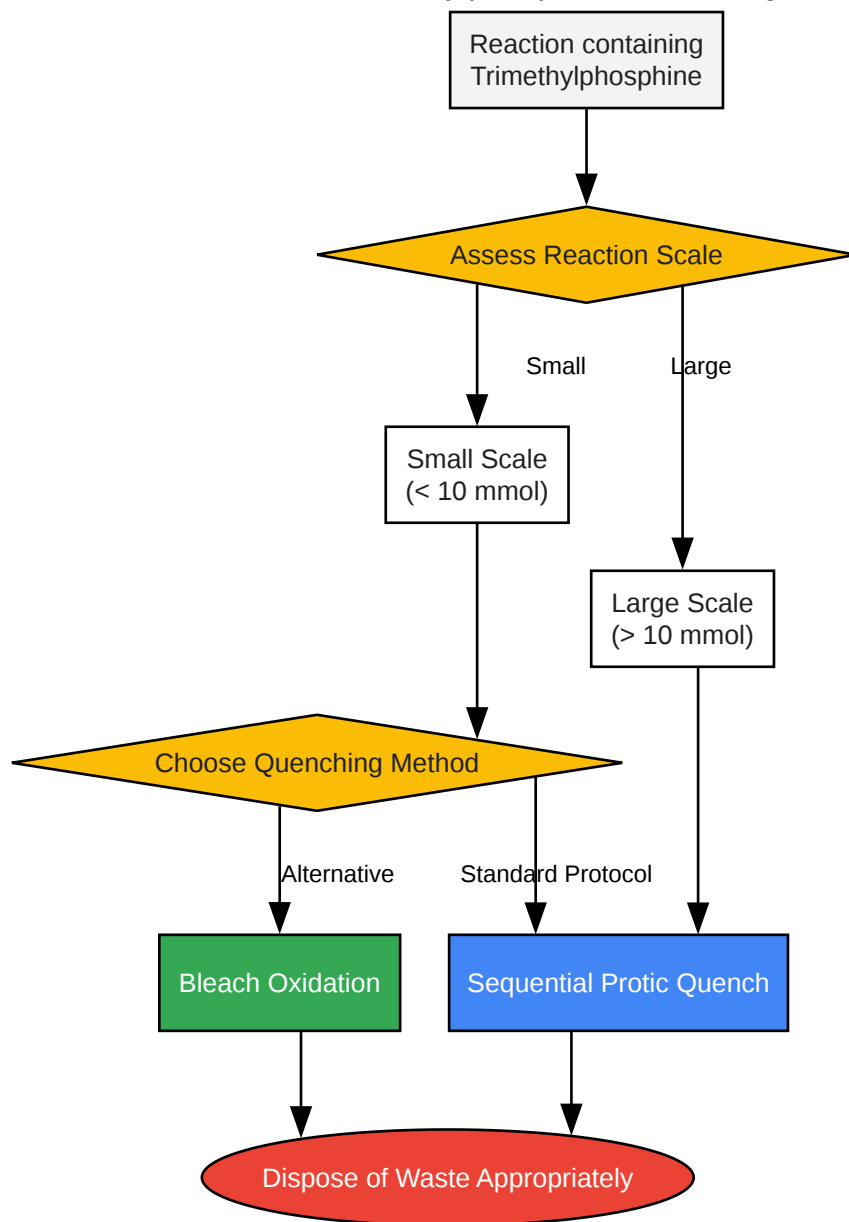 Reaction containing
Trimethylphosphine
Assess Reaction Scale
Small
Large
Small Scale
(< 10 mmol)
Large Scale
(> 10 mmol)
Choose Quenching Method
Alternative
Standard Protocol
Bleach Oxidation
Sequential Protic Quench
Dispose of Waste Appropriately